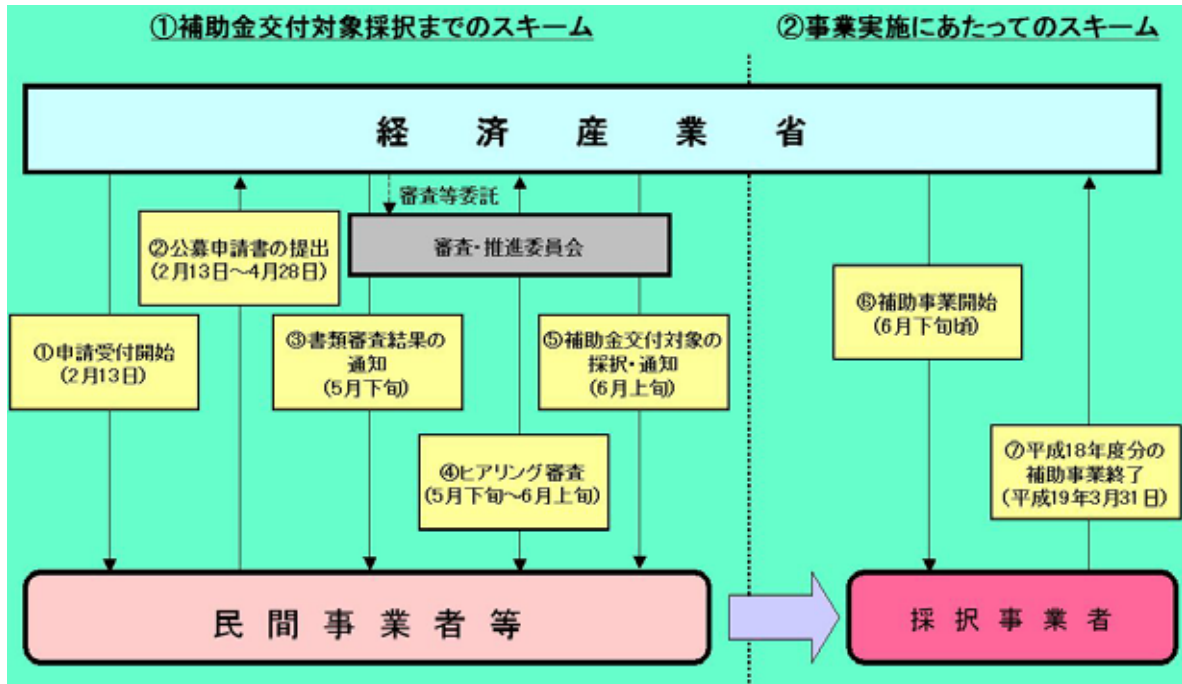 ①補助金交付対象採択までのスキーム
②事業実施にあたってのスキーム
経済産業省
審査等委託
審査・推進委員会
②公募申請書の提出
(2月13日～4月28日)
①申請受付開始
(2月13日)
③書類審査結果の
通知
(5月下旬)
④ヒアリング審査
(5月下旬～6月上旬)
⑤補助金交付対象の
採択・通知
(6月上旬)
⑥補助事業開始
(6月下旬頃)
⑦平成18年度分の
補助事業終了
(平成19年3月31日)
民間事業者等
採択事業者